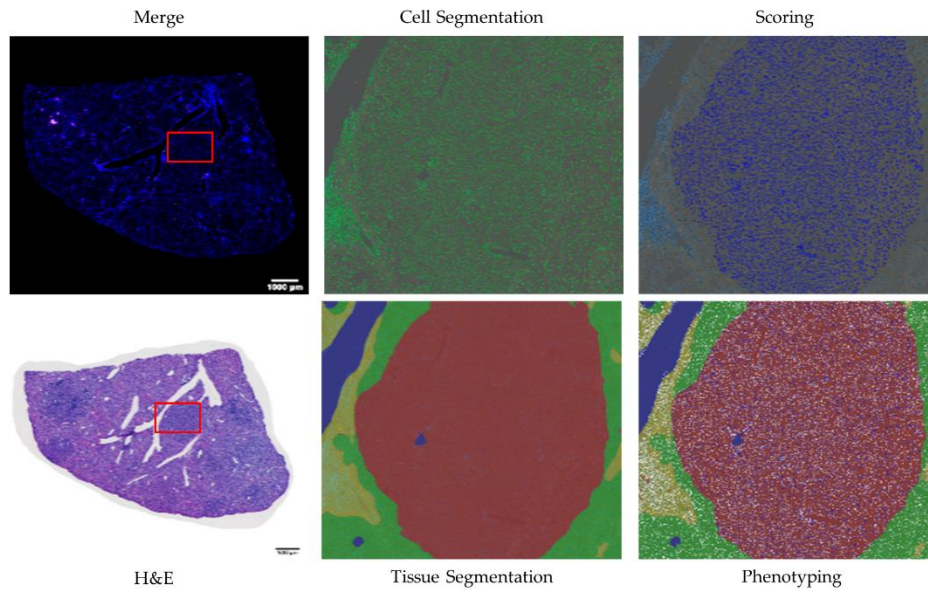 Merge
Cell Segmentation
Scoring
1000 µm
H&E
Tissue Segmentation
Phenotyping